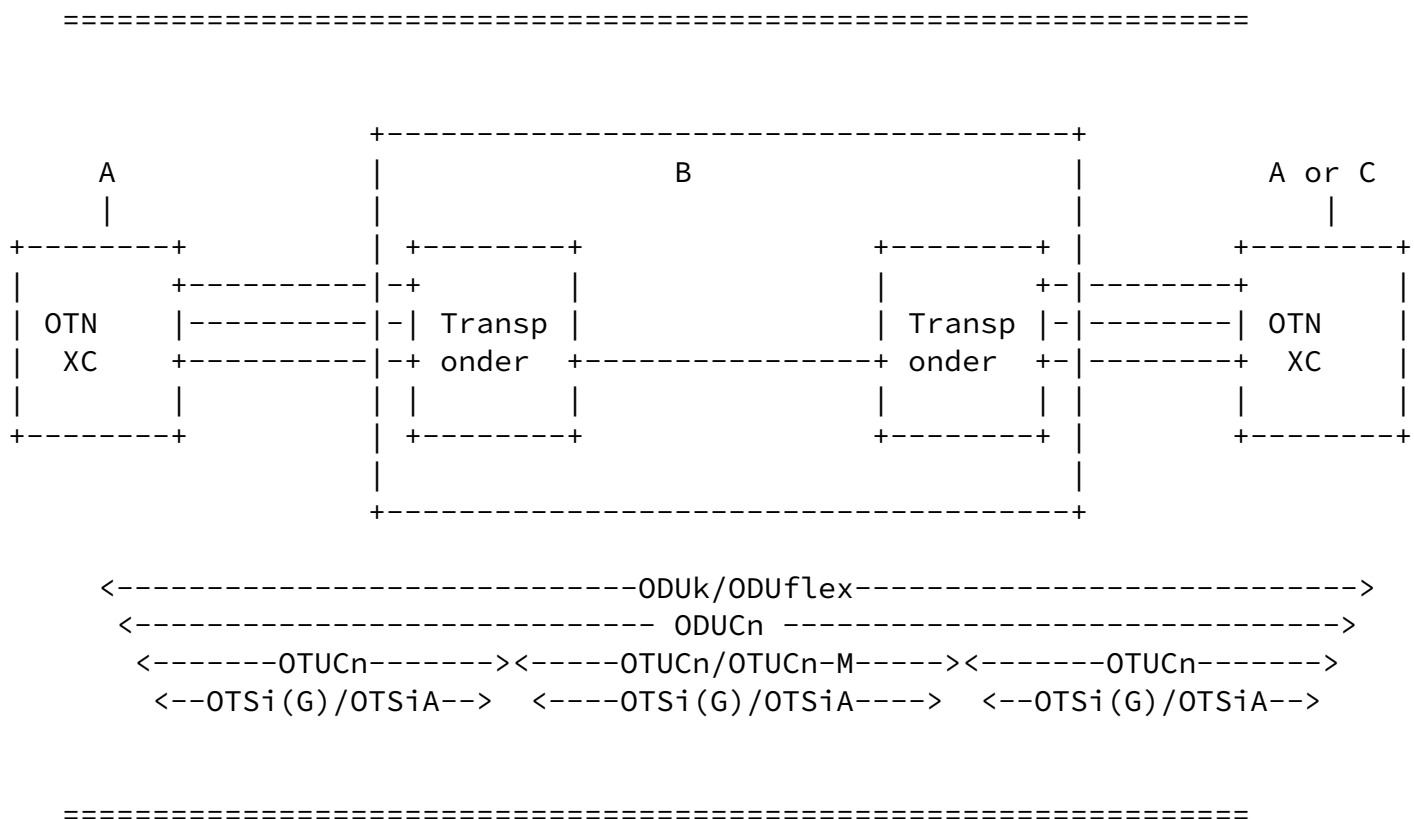 ==================================================================

                  +--------------------------------------+
     A            |                B                     |          A or C
     |            |                                      |             |
+--------+        | +--------+                +--------+ |        +--------+
|        +----------|-+        |                |        +-|--------+        |
| OTN    |----------|-| Transp |                | Transp |-|--------| OTN    |
|  XC    +----------|-+ onder  +----------------+ onder  +-|--------+  XC    |
|        |          | |        |                |        | |        |        |
+--------+          | +--------+                +--------+ |        +--------+
                    |                                      |
                    +--------------------------------------+

     <-----------------------------ODUk/ODUflex----------------------------->
      <----------------------------- ODUCn ------------------------------->
       <-------OTUCn-------><-----OTUCn/OTUCn-M-----><-------OTUCn------->
        <--OTSi(G)/OTSiA-->  <----OTSi(G)/OTSiA---->  <--OTSi(G)/OTSiA-->

==================================================================